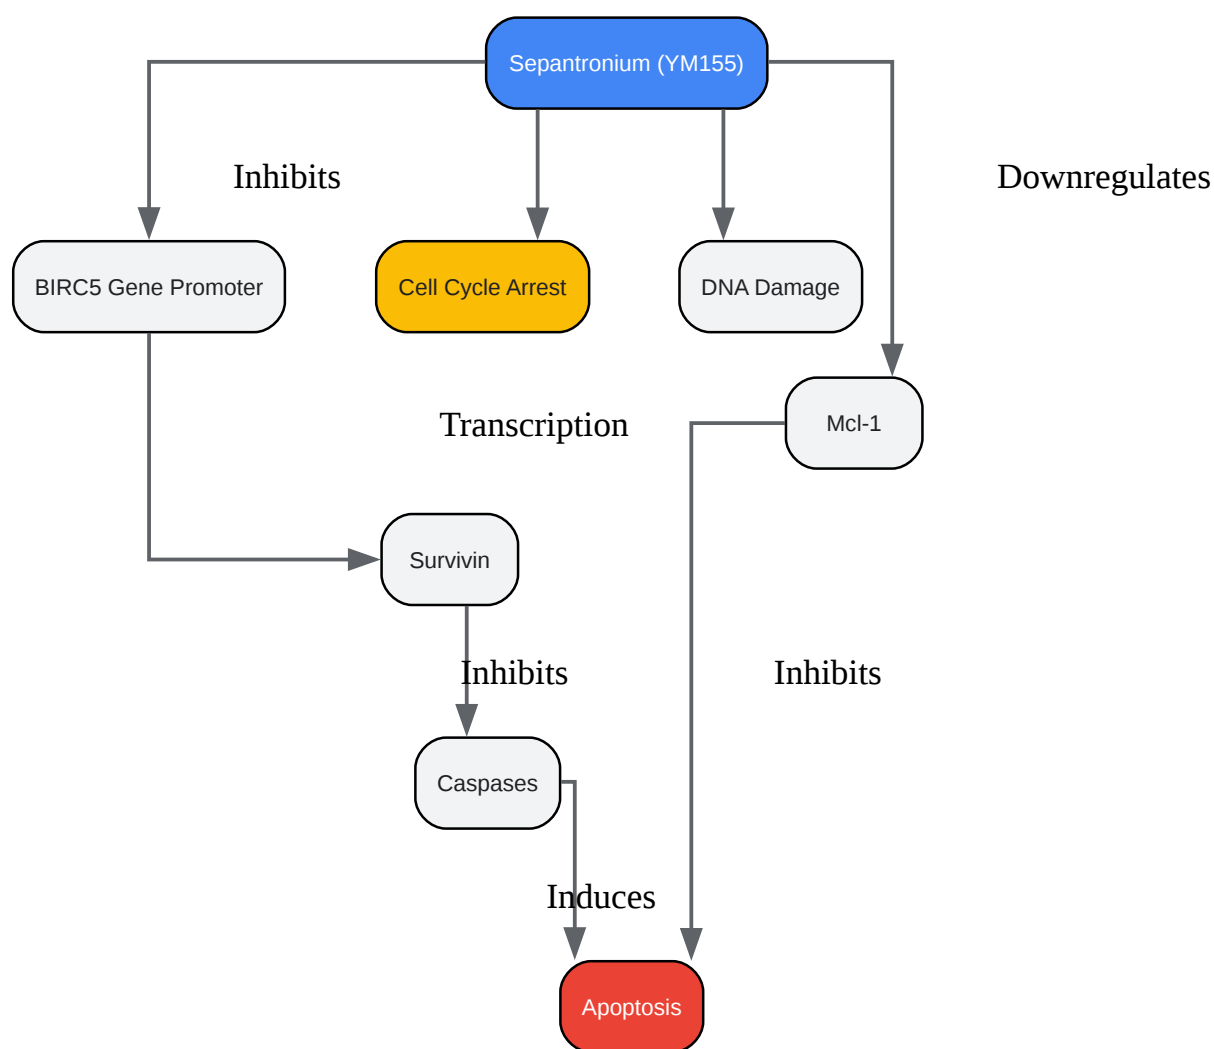 Sepantronium (YM155)
Inhibits
Downregulates
BIRC5 Gene Promoter
Cell Cycle Arrest
DNA Damage
Transcription
Mcl-1
Survivin
Inhibits
Inhibits
Caspases
Induces
Apoptosis